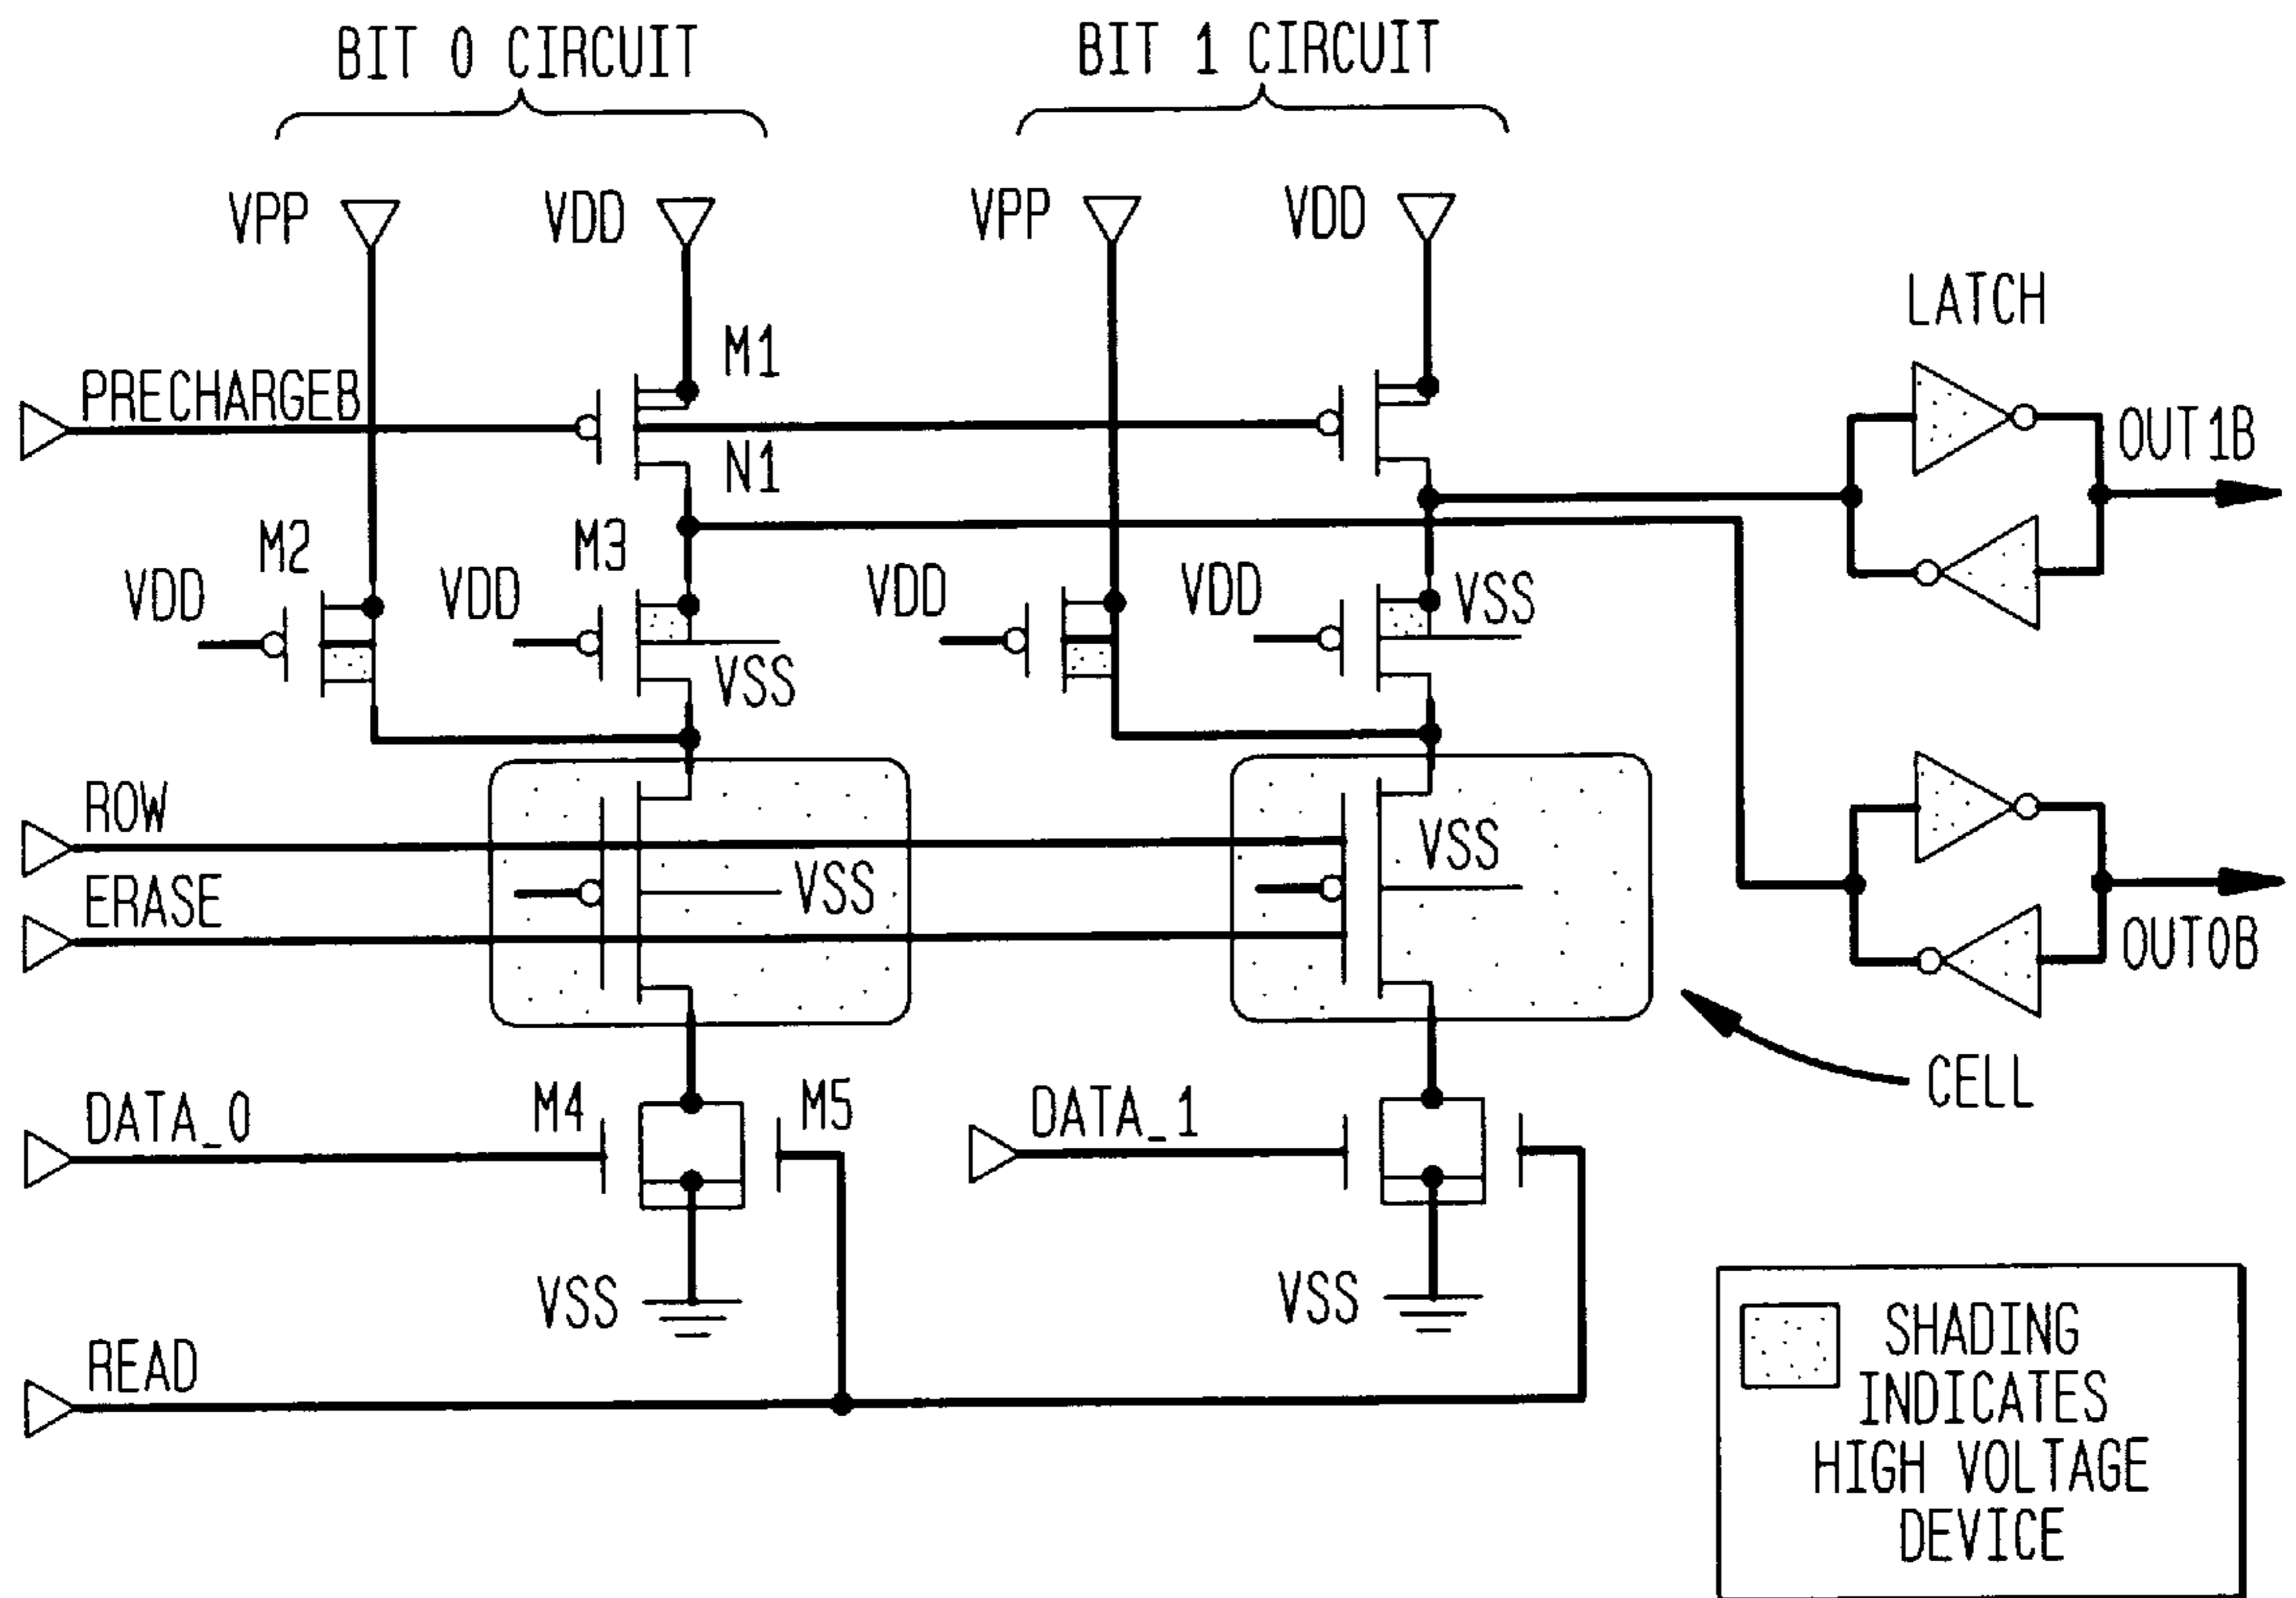 BIT 0 CIRCUIT
BIT 1 CIRCUIT
VPP
VDD
VPP
VDD
LATCH
M1
PRECHARGEB
OUT1B
N1
M2
M3
VDD
VDD
VDD
VDD
VSS
VSS
ROW
VSS
VSS
ERASE
OUT0B
CELL
DATA_0
M4
M5
DATA_1
VSS
VSS
READ
SHADING
INDICATES
HIGH VOLTAGE
DEVICE